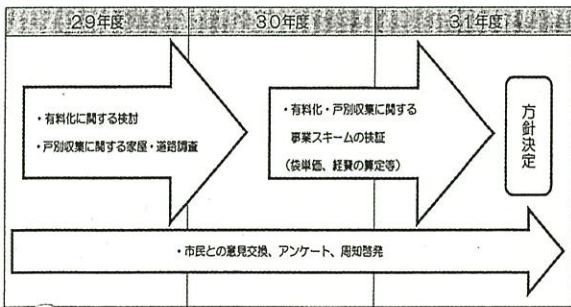 29年度
30年度
31年度
・有料化に関する検討
・戸別収集に関する家屋・道路調査
・有料化・戸別収集に関する
事業スキームの検証
(袋単価、経費の算定等)
方針決定
・市民との意見交換、アンケート、周知啓発